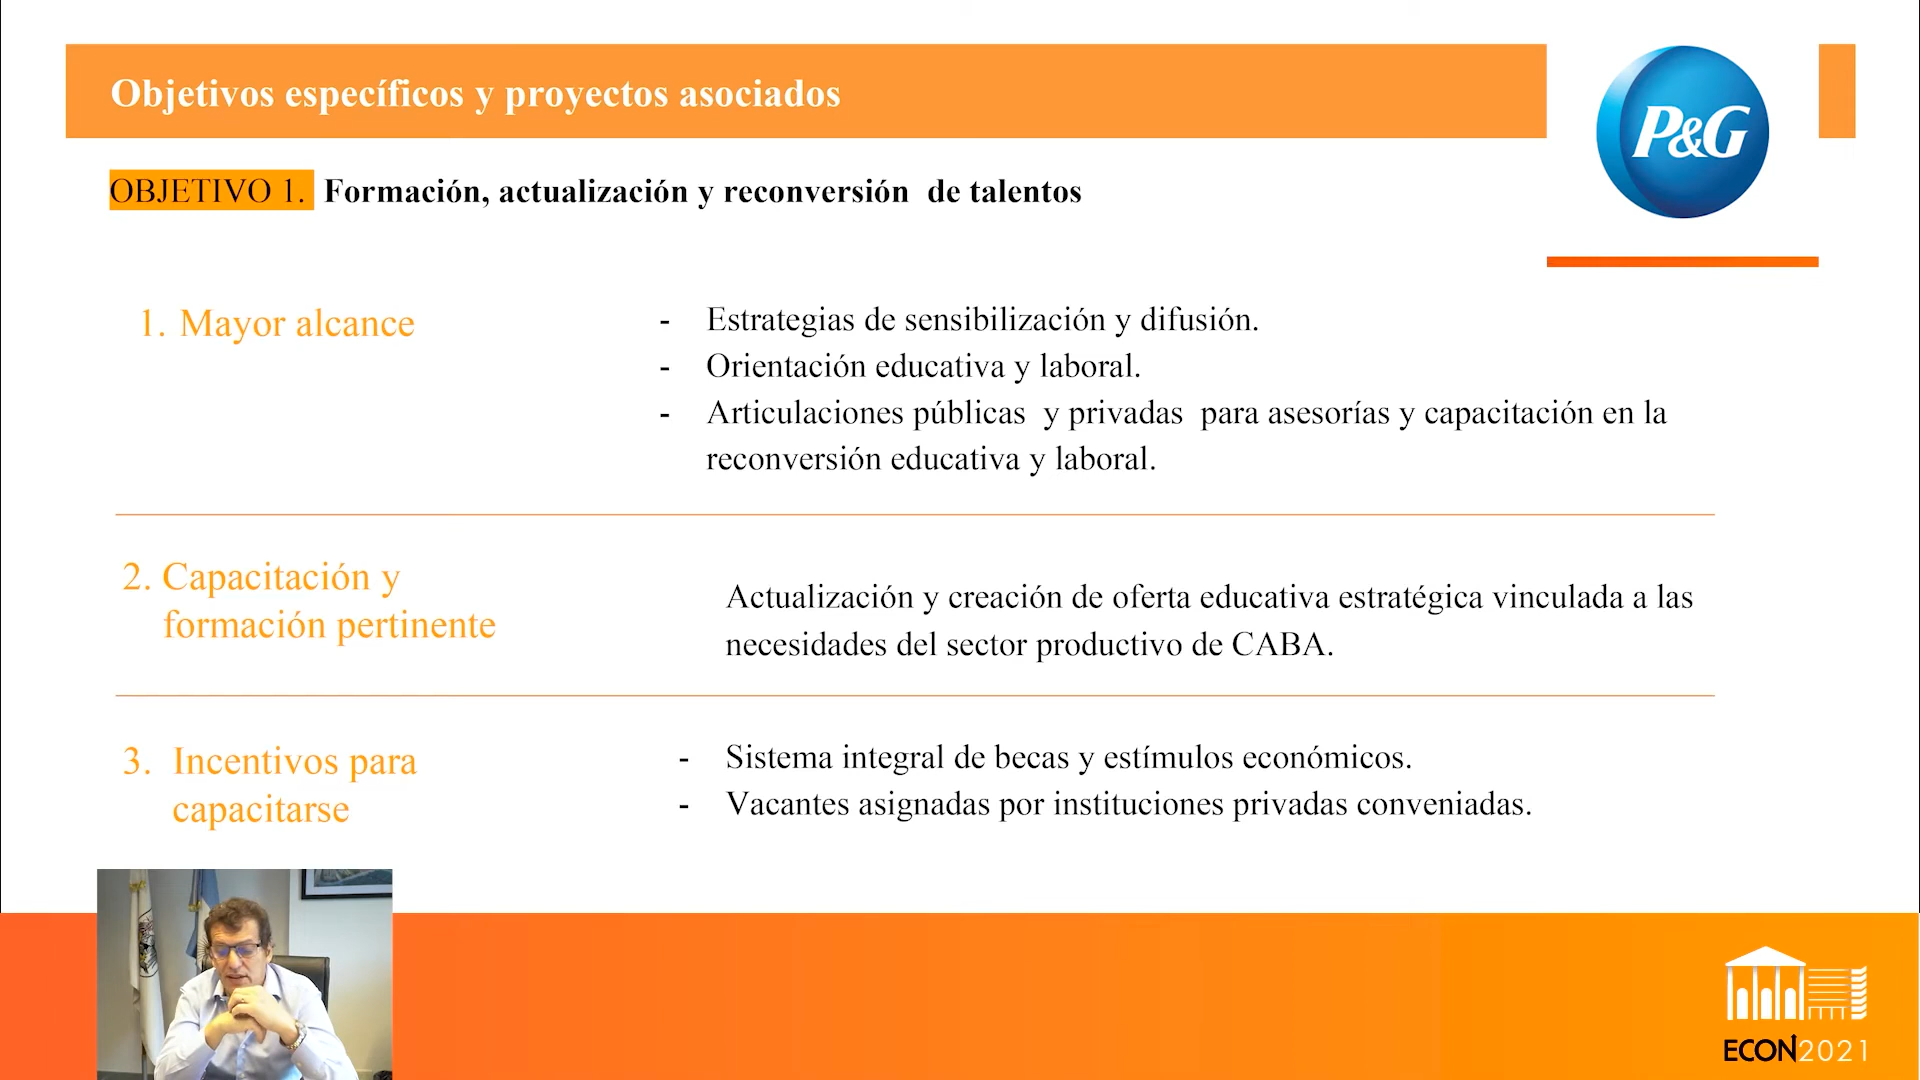 Objetivos específicos y proyectos asociados
P&G
OBJETIVO 1. Formación, actualización y reconversión de talentos
1. Mayor alcance
- Estrategias de sensibilización y difusión.
- Orientación educativa y laboral.
- Articulaciones públicas y privadas para asesorías y capacitación en la
reconversión educativa y laboral.
2. Capacitación y
formación pertinente
Actualización y creación de oferta educativa estratégica vinculada a las
necesidades del sector productivo de CABA.
3. Incentivos para
capacitarse
- Sistema integral de becas y estímulos económicos.
- Vacantes asignadas por instituciones privadas conveniadas.
ECON2021